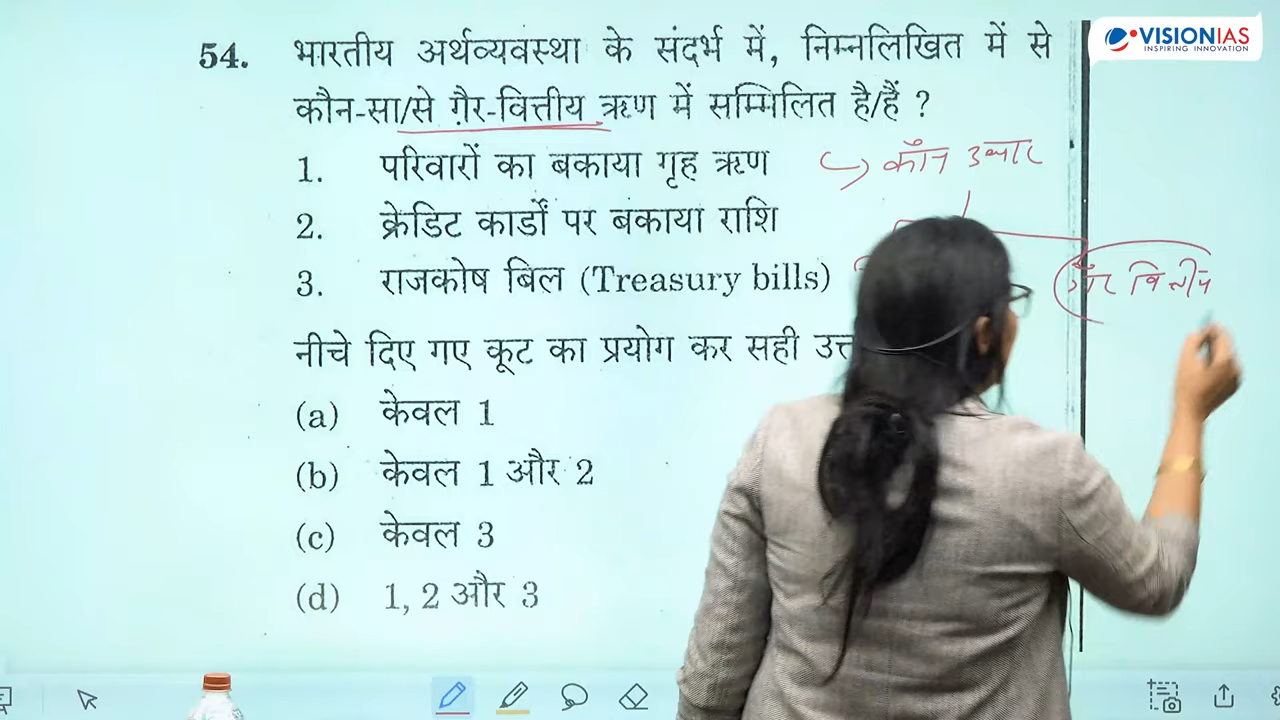 VISIONIAS
INSPIRING INNOVATION
54. भारतीय अर्थव्यवस्था के संदर्भ में, निम्नलिखित में से
कौन-सा/से ग़ैर-वित्तीय ऋण में सम्मिलित है/हैं ?
1. परिवारों का बकाया गृह ऋण
कौन उधार
2. क्रेडिट कार्डों पर बकाया राशि
3. राजकोष बिल (Treasury bills)
गैर वित्तीय
नीचे दिए गए कूट का प्रयोग कर सही
(a) केवल 1
(b) केवल 1 और 2
(c) केवल 3
(d) 1, 2 और 3